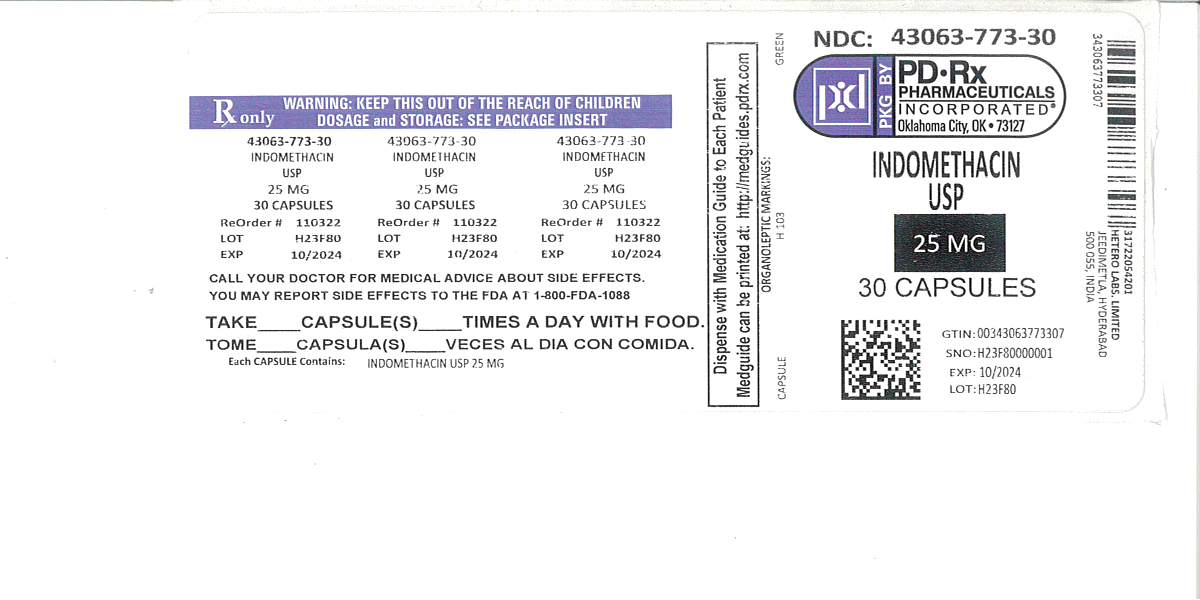 Rx only
WARNING: KEEP THIS OUT OF THE REACH OF CHILDREN
DOSAGE and STORAGE: SEE PACKAGE INSERT
43063-773-30 43063-773-30 43063-773-30
INDOMETHACIN INDOMETHACIN INDOMETHACIN
USP USP USP
25 MG 25 MG 25 MG
30 CAPSULES 30 CAPSULES 30 CAPSULES
ReOrder # 110322 ReOrder # 110322 ReOrder # 110322
LOT H23F80 LOT H23F80 LOT H23F80
EXP 10/2024 EXP 10/2024 EXP 10/2024
CALL YOUR DOCTOR FOR MEDICAL ADVICE ABOUT SIDE EFFECTS.
YOU MAY REPORT SIDE EFFECTS TO THE FDA AT 1-800-FDA-1088
TAKE____CAPSULE(S)____TIMES A DAY WITH FOOD.
TOME____CAPSULA(S)____VECES AL DIA CON COMIDA.
Each CAPSULE Contains: INDOMETHACIN USP 25 MG
Dispense with Medication Guide to Each Patient
Medguide can be printed at: http://medguides.pdrx.com
ORGANOLEPTIC MARKINGS:
CAPSULE H 103 GREEN
NDC: 43063-773-30
PKG BY
PD•Rx
PHARMACEUTICALS
INCORPORATED®
Oklahoma City, OK • 73127
INDOMETHACIN
USP
25 MG
30 CAPSULES
GTIN: 00343063773307
SNO: H23F80000001
EXP: 10/2024
LOT: H23F80
343063773307
31722054201
HETERO LABS, LIMITED
JEEDIMETLA, HYDERABAD
500 055, INDIA